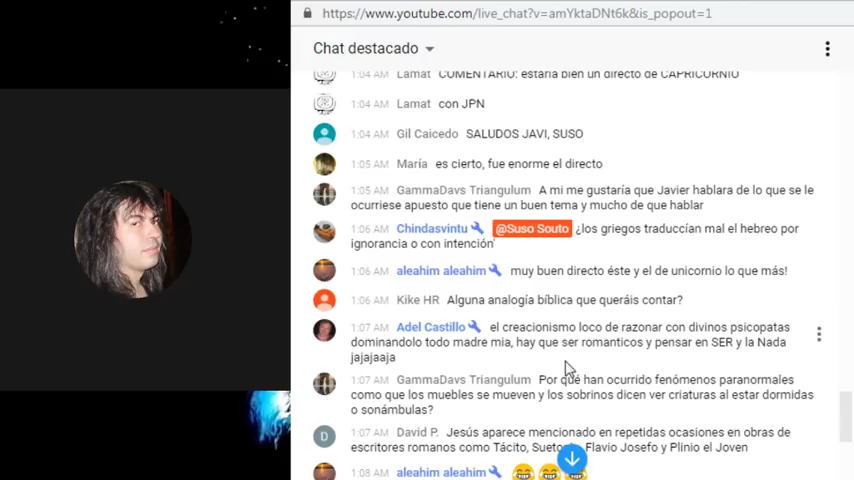 https://www.youtube.com/live_chat?v=amYktaDNt6k&is_popout=1
Chat destacado
1:04 AM Lamat COMENTARIO: estaria bien un directo de CAPRICORNIO
1:04 AM Lamat con JPN
1:04 AM Gil Caicedo SALUDOS JAVI, SUSO
1:05 AM María es cierto, fue enorme el directo
1:05 AM GammaDavs Triangulum A mi me gustaría que Javier hablara de lo que se le
ocurriese apuesto que tiene un buen tema y mucho de que hablar
1:06 AM Chindasvintu @Suso Souto ¿los griegos traduccían mal el hebreo por
ignorancia o con intención'
1:06 AM aleahim aleahim muy buen directo éste y el de unicornio lo que más!
1:06 AM Kike HR Alguna analogía bíblica que queráis contar?
1:07 AM Adel Castillo el creacionismo loco de razonar con divinos psicopatas
dominandolo todo madre mia, hay que ser romanticos y pensar en SER y la Nada
jajajaaja
1:07 AM GammaDavs Triangulum Por qué han ocurrido fenómenos paranormales
como que los muebles se mueven y los sobrinos dicen ver criaturas al estar dormidas
o sonámbulas?
D 1:07 AM David P. Jesús aparece mencionado en repetidas ocasiones en obras de
escritores romanos como Tácito, Flavio Josefo y Plinio el Joven
1:08 AM aleahim aleahim